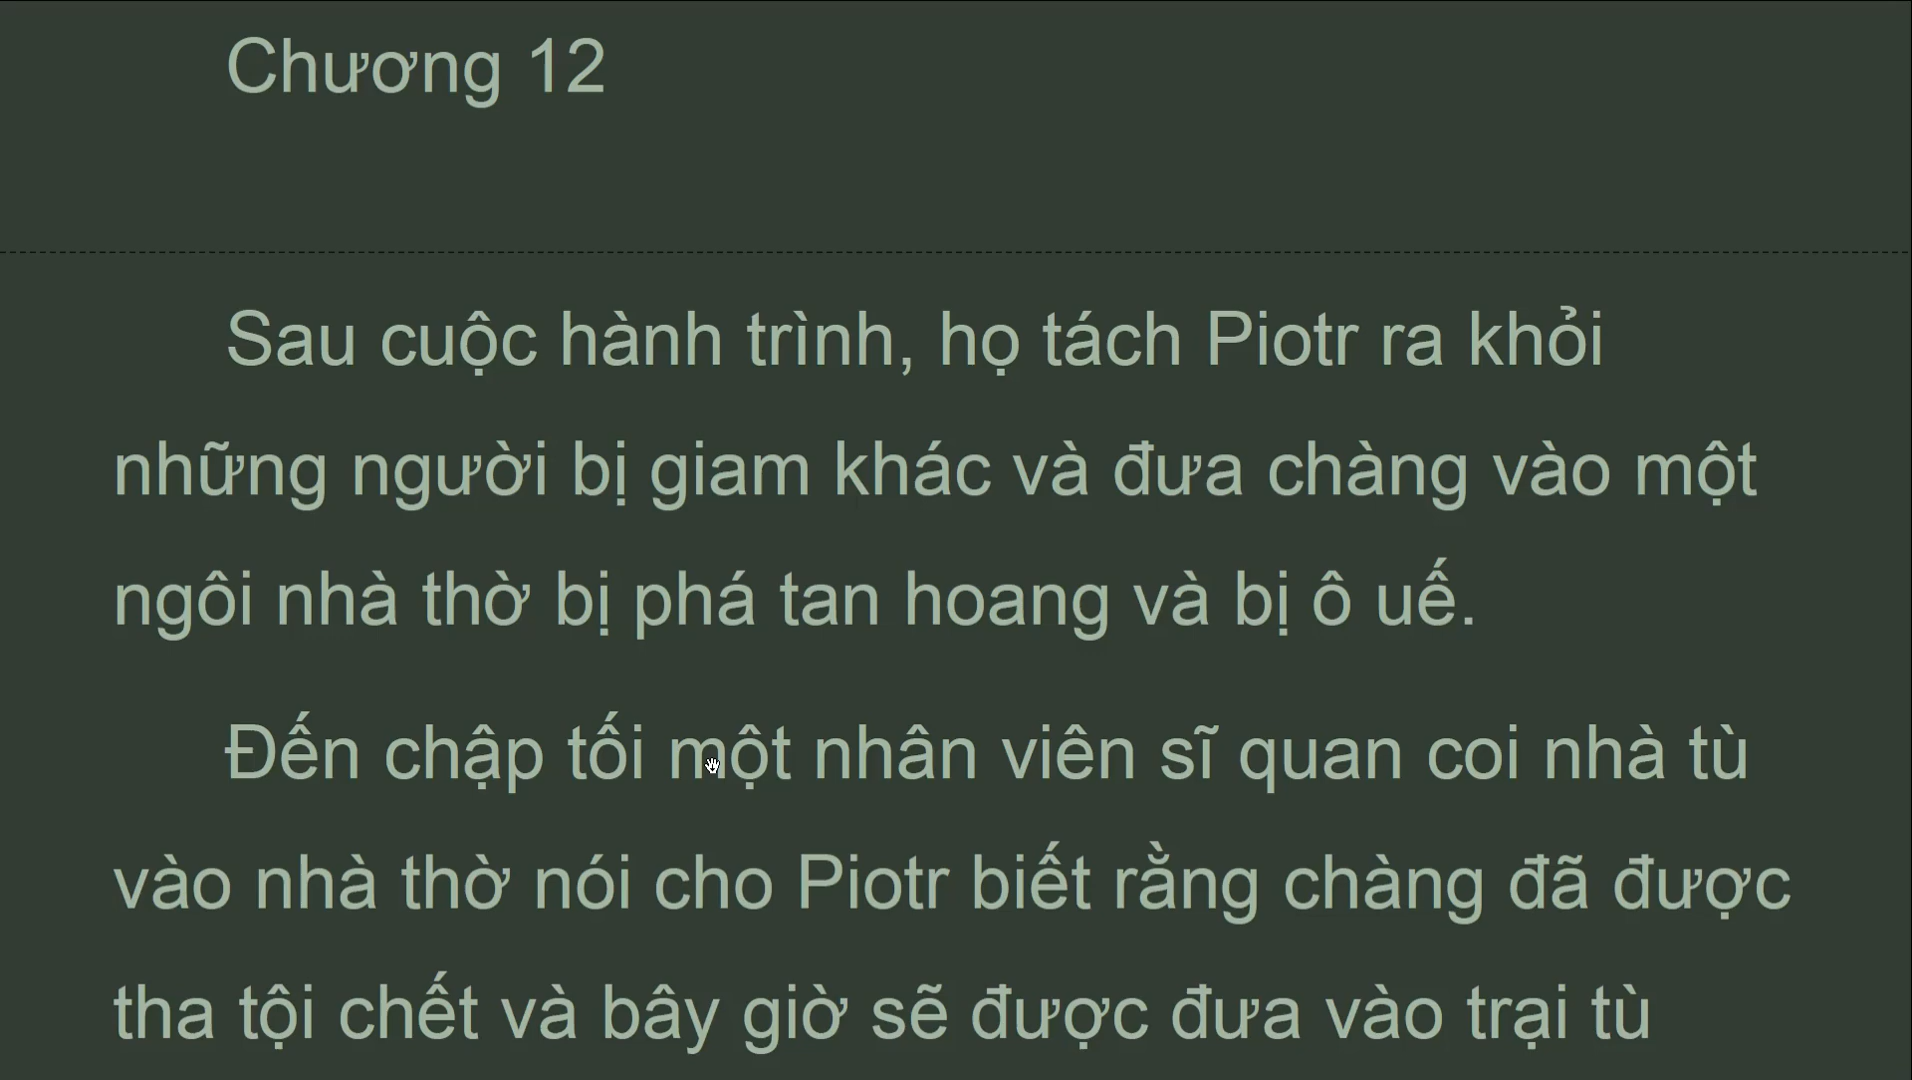 Chương 12
Sau cuộc hành trình, họ tách Piotr ra khỏi
những người bị giam khác và đưa chàng vào một
ngôi nhà thờ bị phá tan hoang và bị ô uế.
Đến chập tối một nhân viên sĩ quan coi nhà tù
vào nhà thờ nói cho Piotr biết rằng chàng đã được
tha tội chết và bây giờ sẽ được đưa vào trại tù